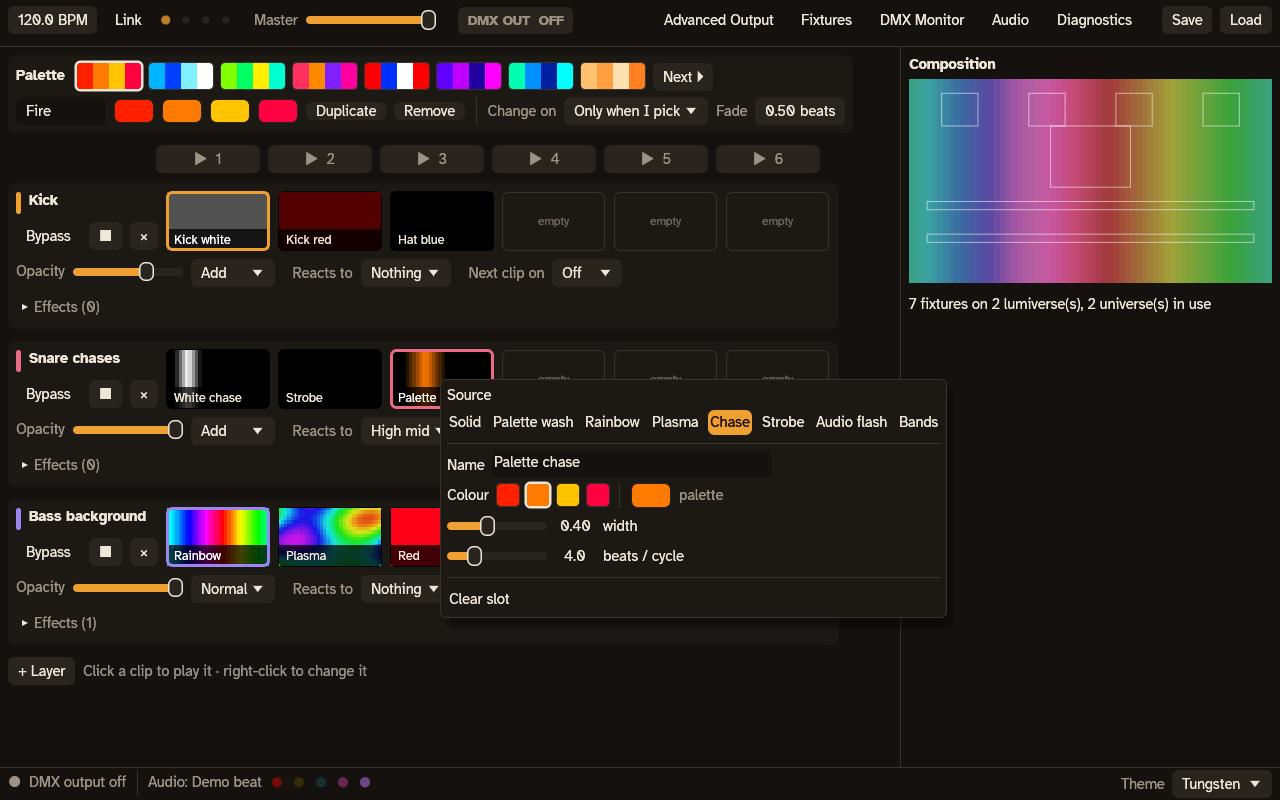 120.0 BPM Link Master DMX OUT OFF Advanced Output Fixtures DMX Monitor Audio Diagnostics Save Load
Palette Next
Fire Duplicate Remove Change on Only when I pick Fade 0.50 beats
1 2 3 4 5 6
Kick
Bypass × Kick white Kick red Hat blue empty empty empty
Opacity Add Reacts to Nothing Next clip on Off
Effects (0)
Snare chases
Bypass × White chase Strobe Palette
Opacity Add Reacts to High mid
Effects (0)
Bass background
Bypass × Rainbow Plasma Red
Opacity Normal Reacts to Nothing
Effects (1)
+ Layer Click a clip to play it · right-click to change it
Source
Solid Palette wash Rainbow Plasma Chase Strobe Audio flash Bands
Name Palette chase
Colour palette
0.40 width
4.0 beats / cycle
Clear slot
Composition
7 fixtures on 2 lumiverse(s), 2 universe(s) in use
DMX output off Audio: Demo beat Theme Tungsten